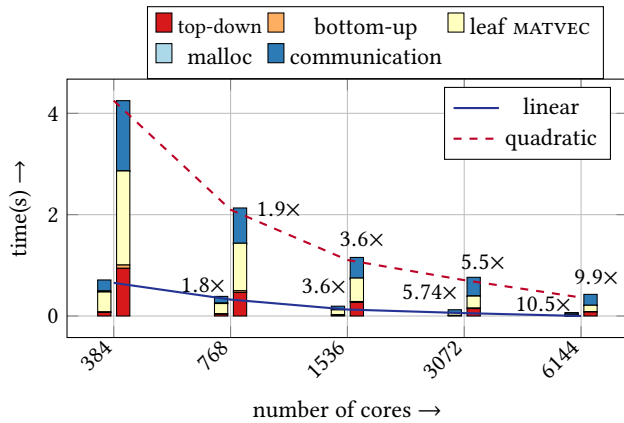 top-down bottom-up leaf MATVEC
malloc communication
linear
quadratic
time(s) →
4
2
0
1.9×
3.6×
5.5×
9.9×
1.8×
3.6×
5.74×
10.5×
384
768
1536
3072
6144
number of cores →